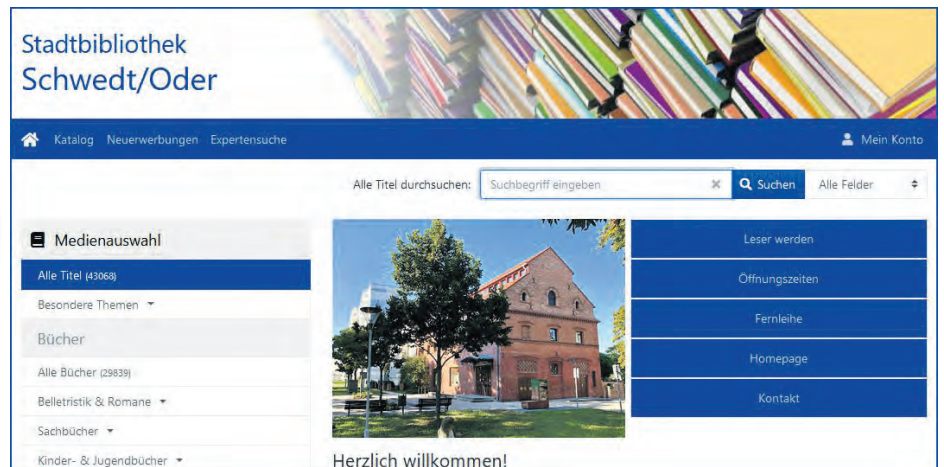 Stadtbibliothek
Schwedt/Oder
Katalog Neuerwerbungen Expertensuche Mein Konto
Alle Titel durchsuchen: Suchbegriff eingeben Suchen Alle Felder
Medienauswahl
Alle Titel (43068)
Besondere Themen
Bücher
Alle Bücher (29839)
Belletristik & Romane
Sachbücher
Kinder- & Jugendbücher
Leser werden
Öffnungszeiten
Fernleihe
Homepage
Kontakt
Herzlich willkommen!